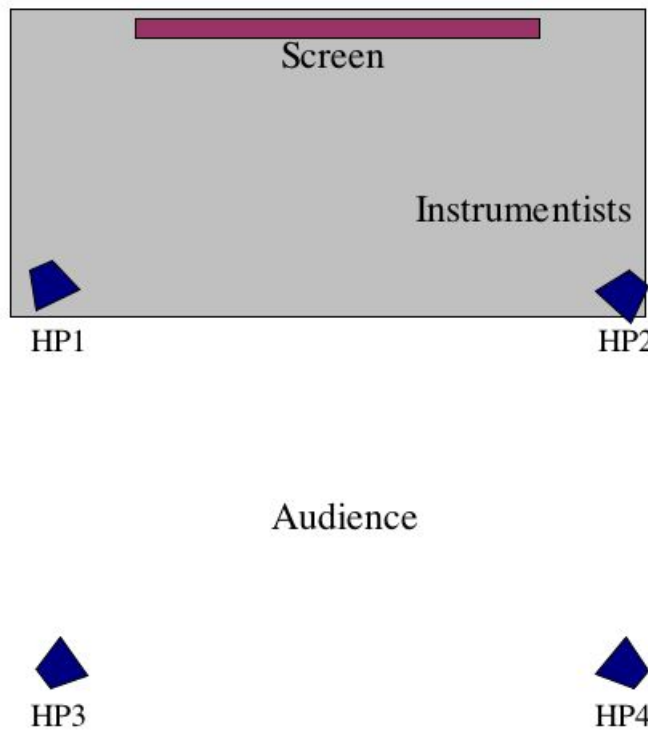 Screen
Instrumentists
HP1
HP2
Audience
HP3
HP4